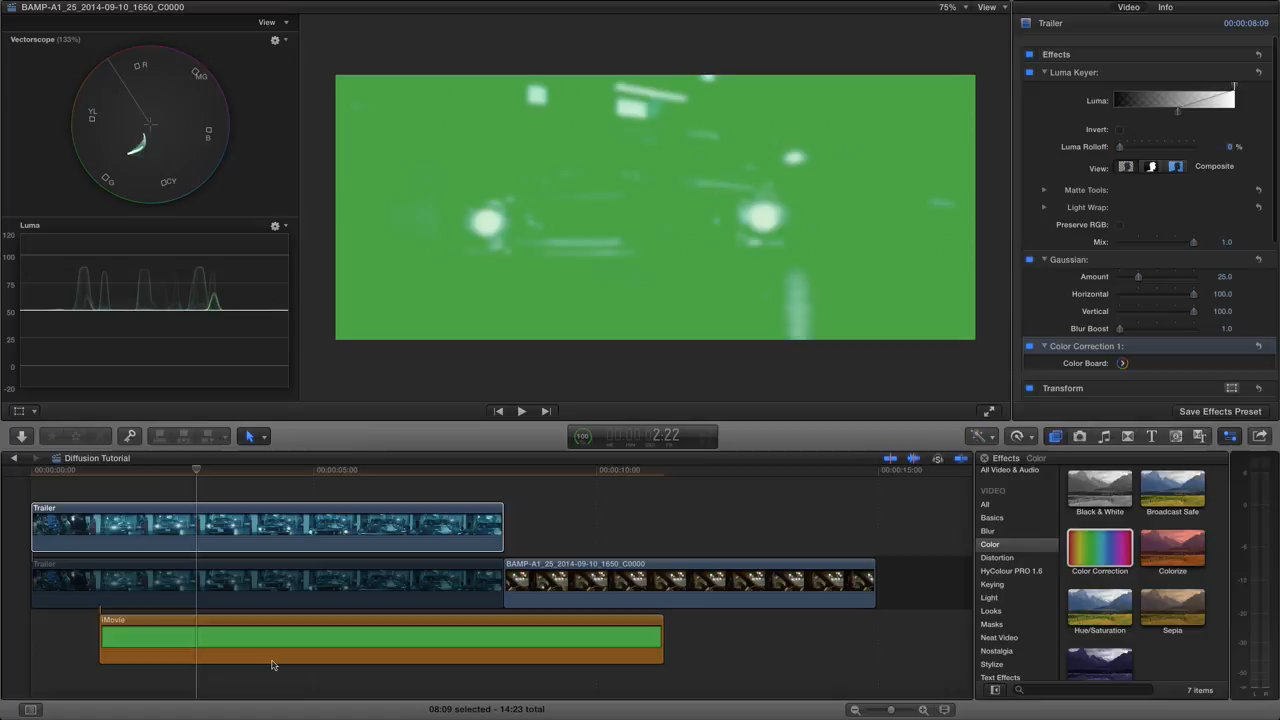 BAMP-A1_25_2014-09-10_1650_C0000
75%
View
View
Vectorscope (133%)
R
MG
YL
B
G
CY
Luma
120
100
75
50
25
0
-20
Video
Info
Trailer
00:00:08:09
Effects
Luma Keyer:
Luma:
Invert:
Luma Rolloff:
0 %
View:
Composite
Matte Tools:
Light Wrap:
Preserve RGB:
Mix:
1.0
Gaussian:
Amount
25.0
Horizontal
100.0
Vertical
100.0
Blur Boost
1.0
Color Correction 1:
Color Board:
Transform
Save Effects Preset
100
2:22
Diffusion Tutorial
00:00:00:00
00:00:05:00
00:00:10:00
00:00:15:00
Trailer
Trailer
BAMP-A1_25_2014-09-10_1650_C0000
iMovie
Effects
Color
All Video & Audio
VIDEO
All
Basics
Blur
Color
Distortion
HyColour PRO 1.6
Keying
Light
Looks
Masks
Neat Video
Nostalgia
Stylize
Text Effects
Black & White
Broadcast Safe
Color Correction
Colorize
Hue/Saturation
Sepia
7 items
08:09 selected - 14:23 total